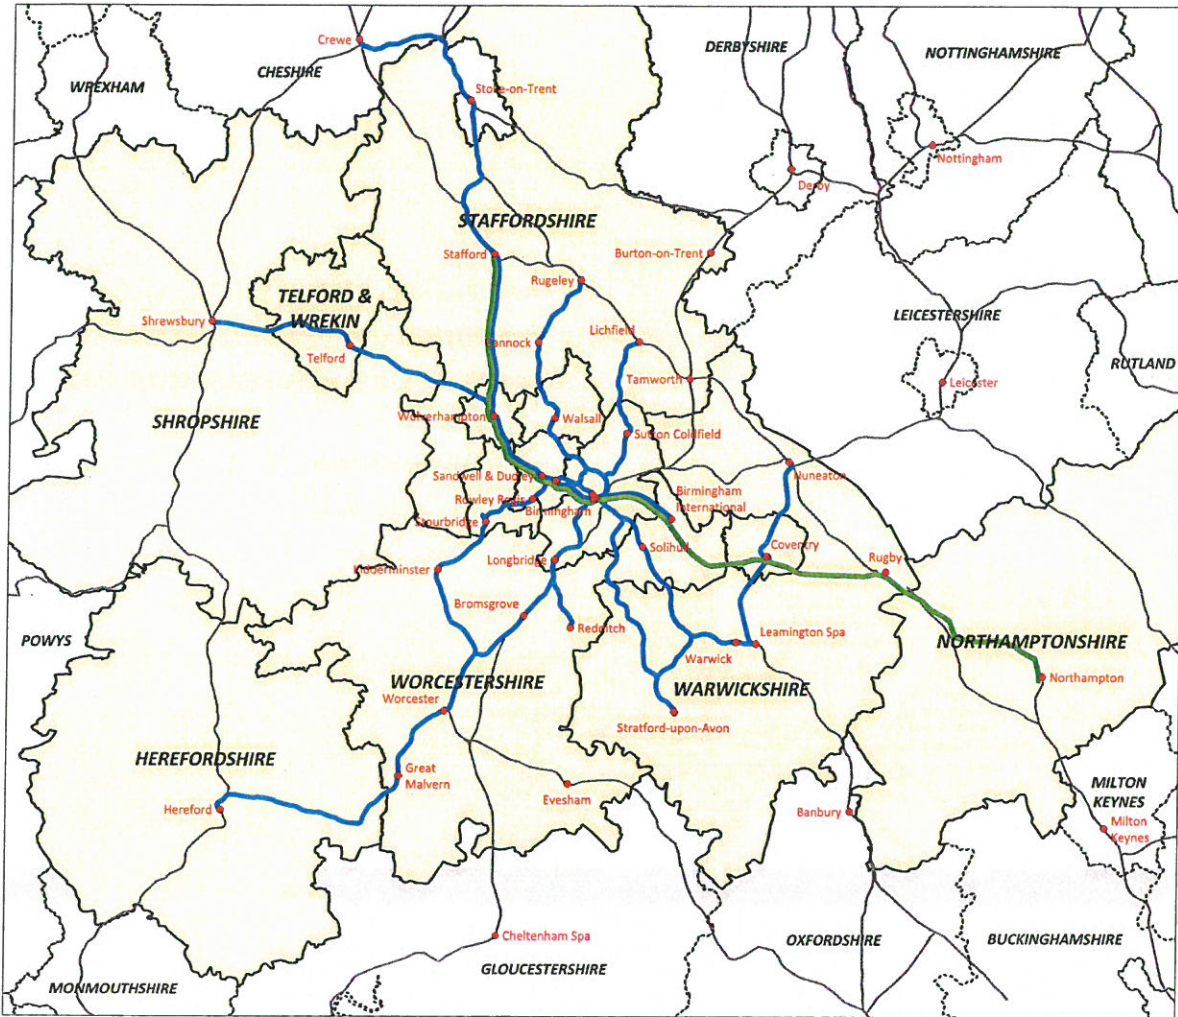 Crewe
DERBYSHIRE
NOTTINGHAMSHIRE
CHESHIRE
WREXHAM
Stoke-on-Trent
Nottingham
Derby
STAFFORDSHIRE
Stafford
Burton-on-Trent
Rugeley
TELFORD &
WREKIN
Shrewsbury
LEICESTERSHIRE
Lichfield
Cannock
Telford
RUTLAND
Tamworth
Leicester
Wolverhampton
Walsall
SHROPSHIRE
Sutton Coldfield
Sandwell & Dudley
Nuneaton
Rowley Regis
Birmingham
International
Birmingham
Stourbridge
Coventry
Solihull
Rugby
Longbridge
Kidderminster
Bromsgrove
Redditch
Leamington Spa
POWYS
NORTHAMPTONSHIRE
Warwick
Northampton
WORCESTERSHIRE
WARWICKSHIRE
Worcester
Stratford-upon-Avon
HEREFORDSHIRE
Great
Malvern
MILTON
KEYNES
Evesham
Hereford
Banbury
Milton
Keynes
Cheltenham Spa
OXFORDSHIRE
BUCKINGHAMSHIRE
GLOUCESTERSHIRE
MONMOUTHSHIRE